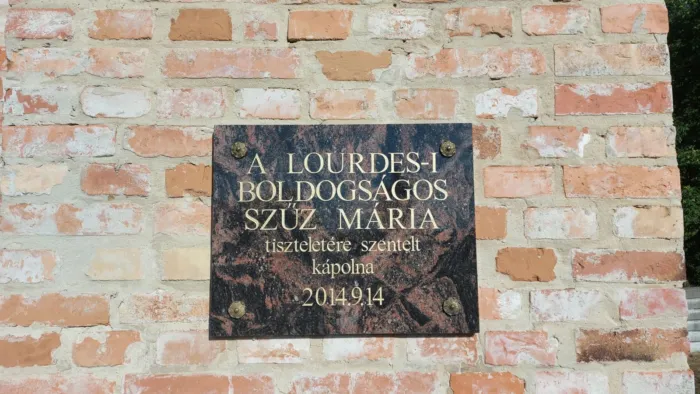 A LOURDES-I
BOLDOGSÁGOS
SZŰZ MÁRIA
tiszteletére szentelt
kápolna
2014.9.14